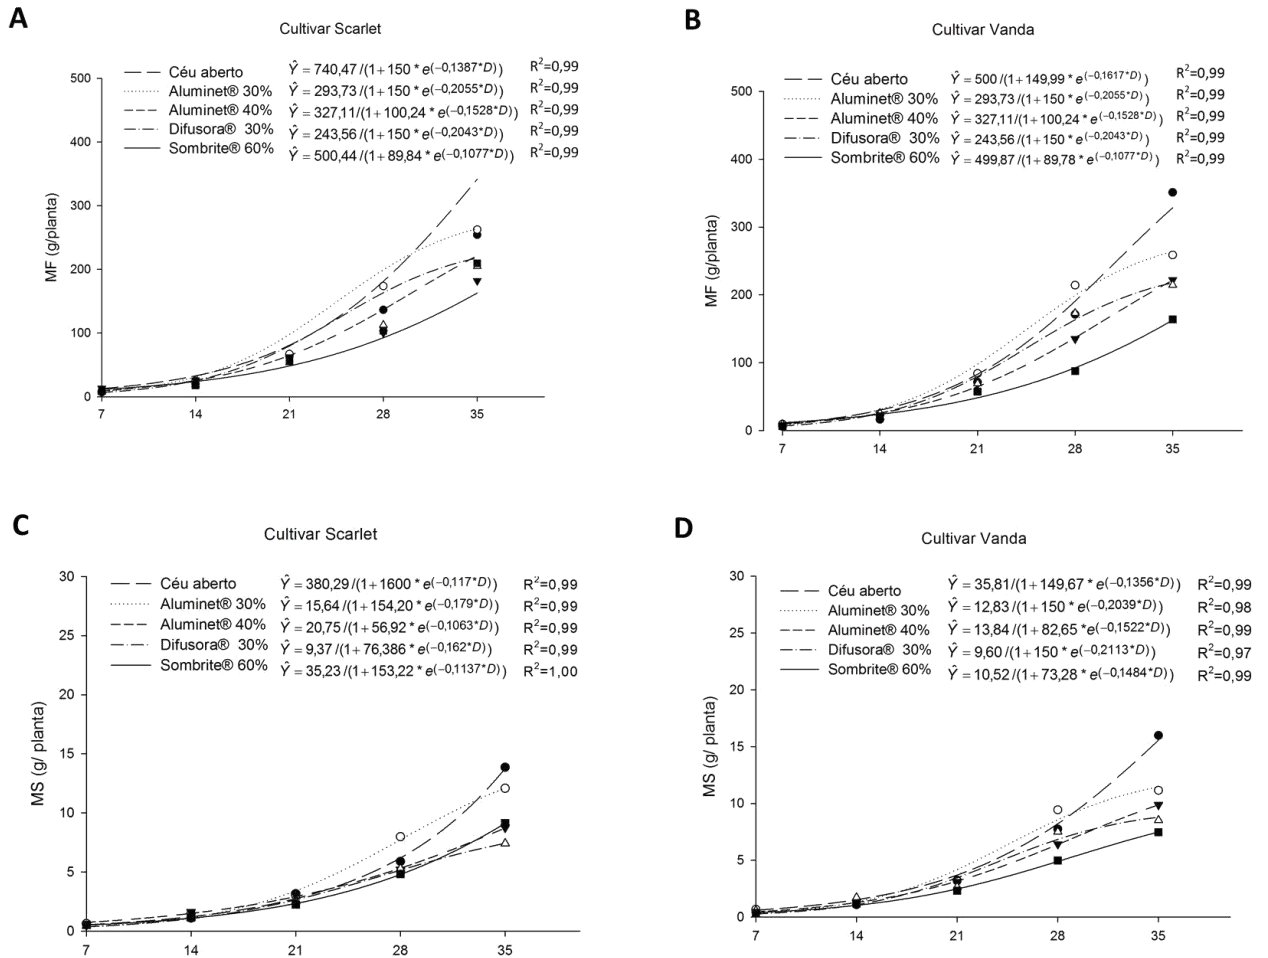 A
Cultivar Scarlet
Céu aberto Ŷ = 740,47/(1+150 * e(−0,1387*D)) R2=0,99
Aluminet® 30% Ŷ = 293,73/(1+150 * e(−0,2055*D)) R2=0,99
Aluminet® 40% Ŷ = 327,11/(1+100,24 * e(−0,1528*D)) R2=0,99
Difusora® 30% Ŷ = 243,56/(1+150 * e(−0,2043*D)) R2=0,99
Sombrite® 60% Ŷ = 500,44/(1+89,84 * e(−0,1077*D)) R2=0,99
MF (g/planta)
500
400
300
200
100
0
7 14 21 28 35
B
Cultivar Vanda
Céu aberto Ŷ = 500/(1+149,99 * e(−0,1617*D)) R2=0,99
Aluminet® 30% Ŷ = 293,73/(1+150 * e(−0,2055*D)) R2=0,99
Aluminet® 40% Ŷ = 327,11/(1+100,24 * e(−0,1528*D)) R2=0,99
Difusora® 30% Ŷ = 243,56/(1+150 * e(−0,2043*D)) R2=0,99
Sombrite® 60% Ŷ = 499,87/(1+89,78 * e(−0,1077*D)) R2=0,99
MF (g/planta)
500
400
300
200
100
0
7 14 21 28 35
C
Cultivar Scarlet
Céu aberto Ŷ = 380,29/(1+1600 * e(−0,117*D)) R2=0,99
Aluminet® 30% Ŷ = 15,64/(1+154,20 * e(−0,179*D)) R2=0,99
Aluminet® 40% Ŷ = 20,75/(1+56,92 * e(−0,1063*D)) R2=0,99
Difusora® 30% Ŷ = 9,37/(1+76,386 * e(−0,162*D)) R2=0,99
Sombrite® 60% Ŷ = 35,23/(1+153,22 * e(−0,1137*D)) R2=1,00
MS (g/ planta)
30
25
20
15
10
5
0
7 14 21 28 35
D
Cultivar Vanda
Céu aberto Ŷ = 35,81/(1+149,67 * e(−0,1356*D)) R2=0,99
Aluminet® 30% Ŷ = 12,83/(1+150 * e(−0,2039*D)) R2=0,98
Aluminet® 40% Ŷ = 13,84/(1+82,65 * e(−0,1522*D)) R2=0,99
Difusora® 30% Ŷ = 9,60/(1+150 * e(−0,2113*D)) R2=0,97
Sombrite® 60% Ŷ = 10,52/(1+73,28 * e(−0,1484*D)) R2=0,99
MS (g/ planta)
30
25
20
15
10
5
0
7 14 21 28 35